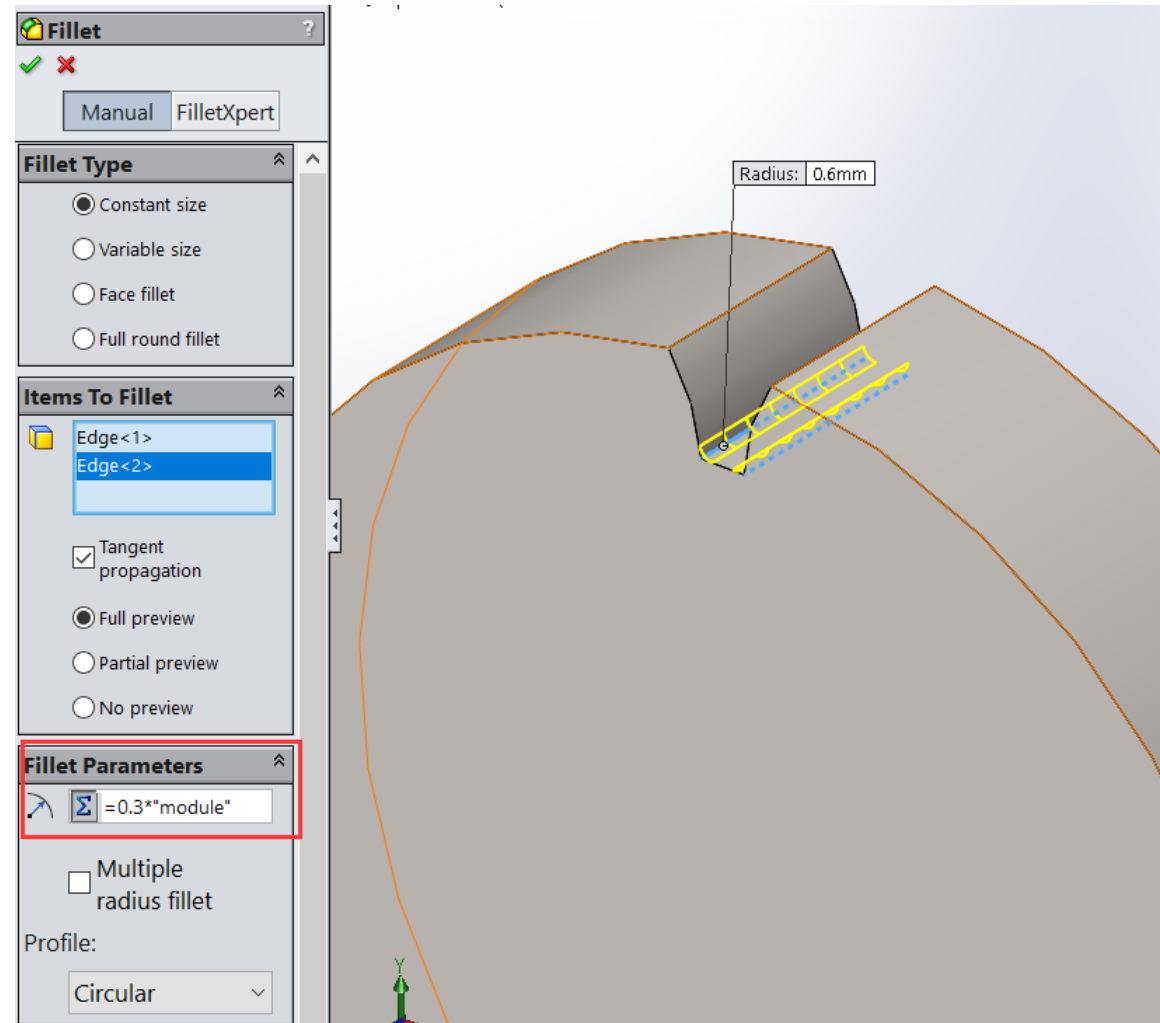 Fillet ?
Manual FilletXpert
Fillet Type
Constant size
Variable size
Face fillet
Full round fillet
Items To Fillet
Edge<1>
Edge<2>
Tangent
propagation
Full preview
Partial preview
No preview
Fillet Parameters
Σ =0.3*"module"
Multiple
radius fillet
Profile:
Circular
Radius: 0.6mm
Y